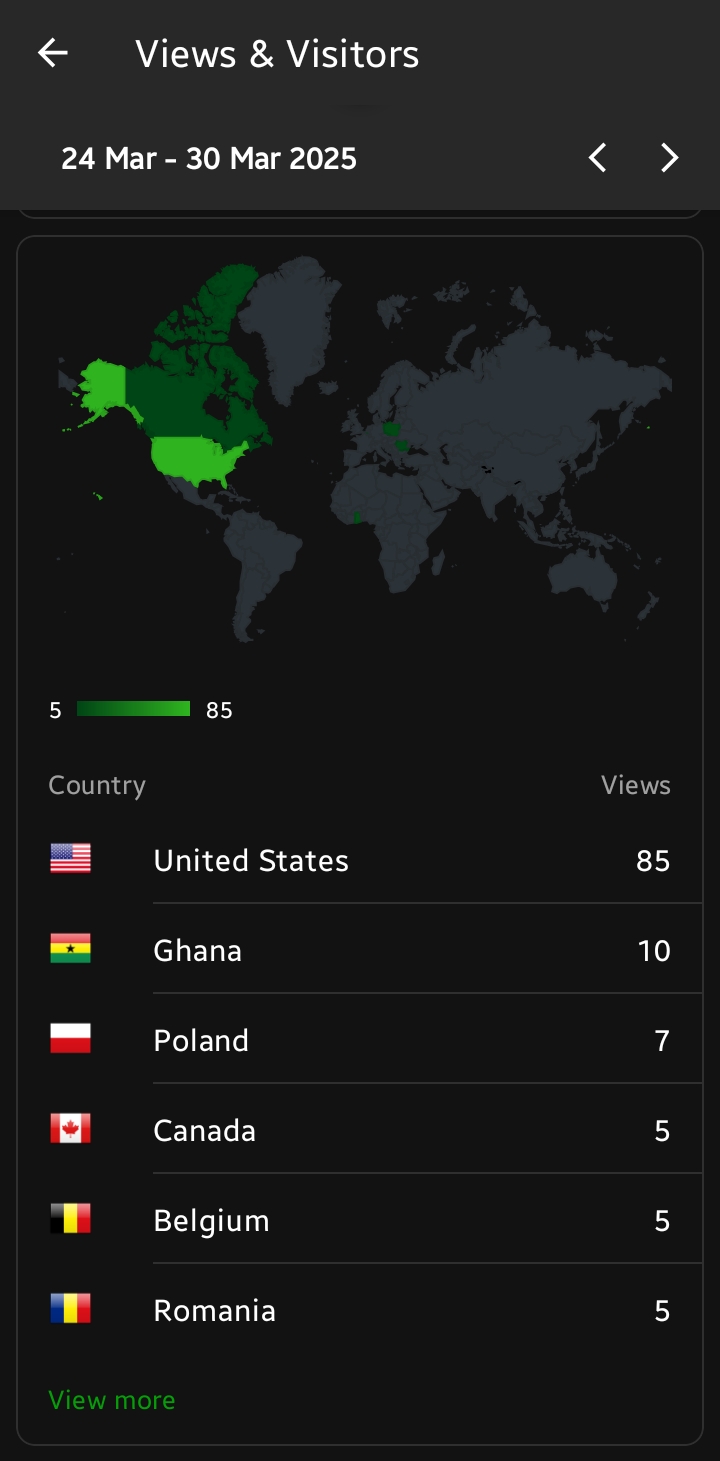 Views & Visitors
24 Mar - 30 Mar 2025
5 85
Country Views
United States 85
Ghana 10
Poland 7
Canada 5
Belgium 5
Romania 5
View more